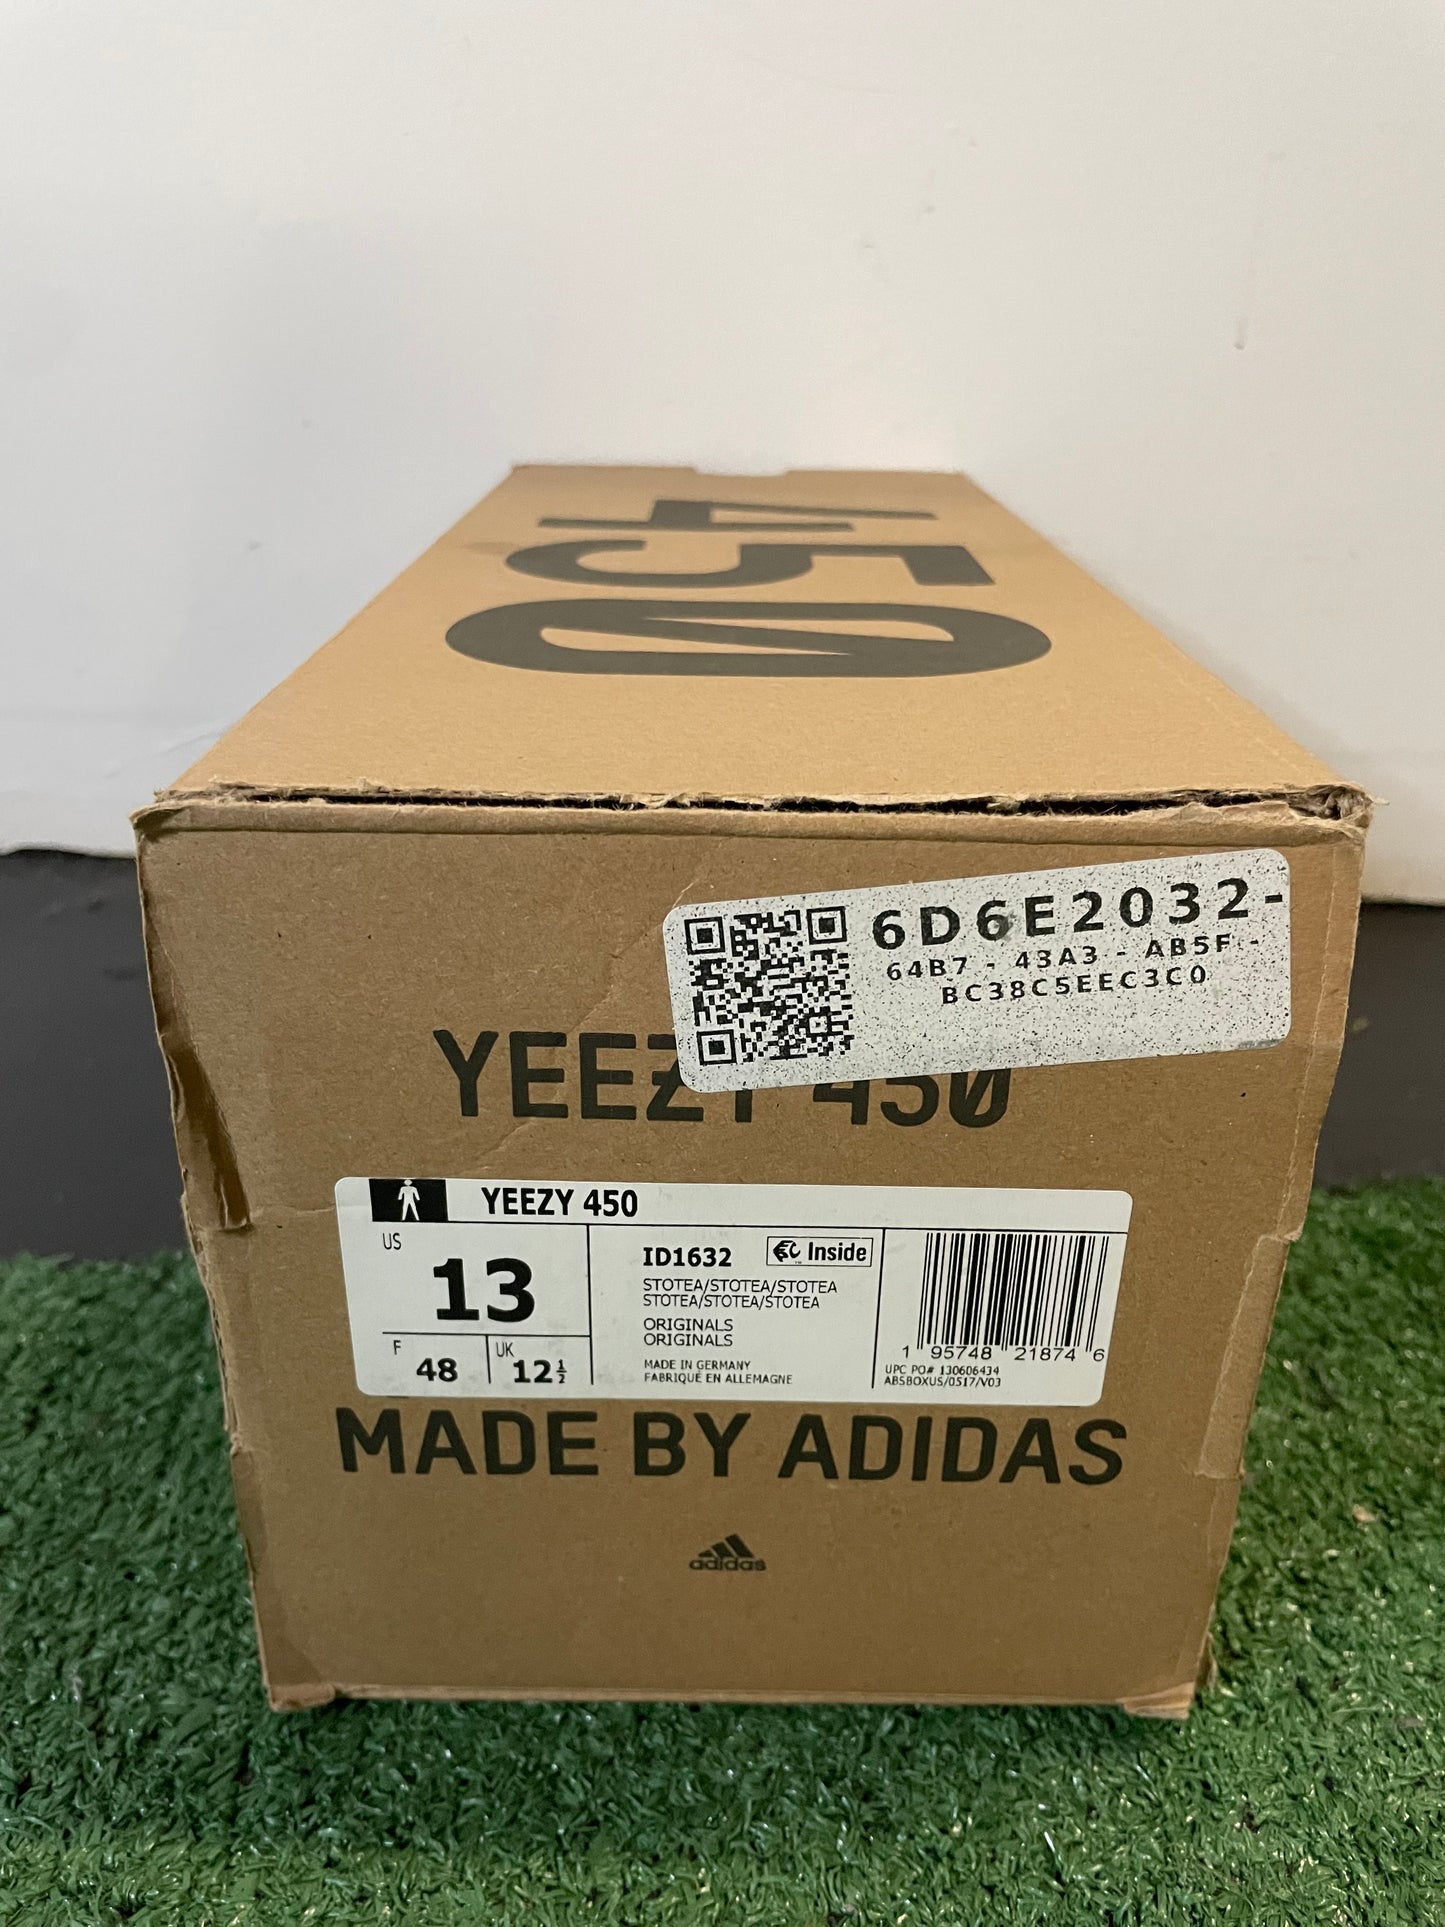 450
6D6E2032-
64B7 - 43A3 - AB5F -
BC38C5EEC3C0
YEEZY 450
YEEZY 450
US
13
F
48
UK
12½
ID1632
EC Inside
STOTEA/STOTEA/STOTEA
STOTEA/STOTEA/STOTEA
ORIGINALS
ORIGINALS
MADE IN GERMANY
FABRIQUÉ EN ALLEMAGNE
1 95748 21874 6
UPC PO# 130606434
ABSBOXUS/0517/V03
MADE BY ADIDAS
adidas